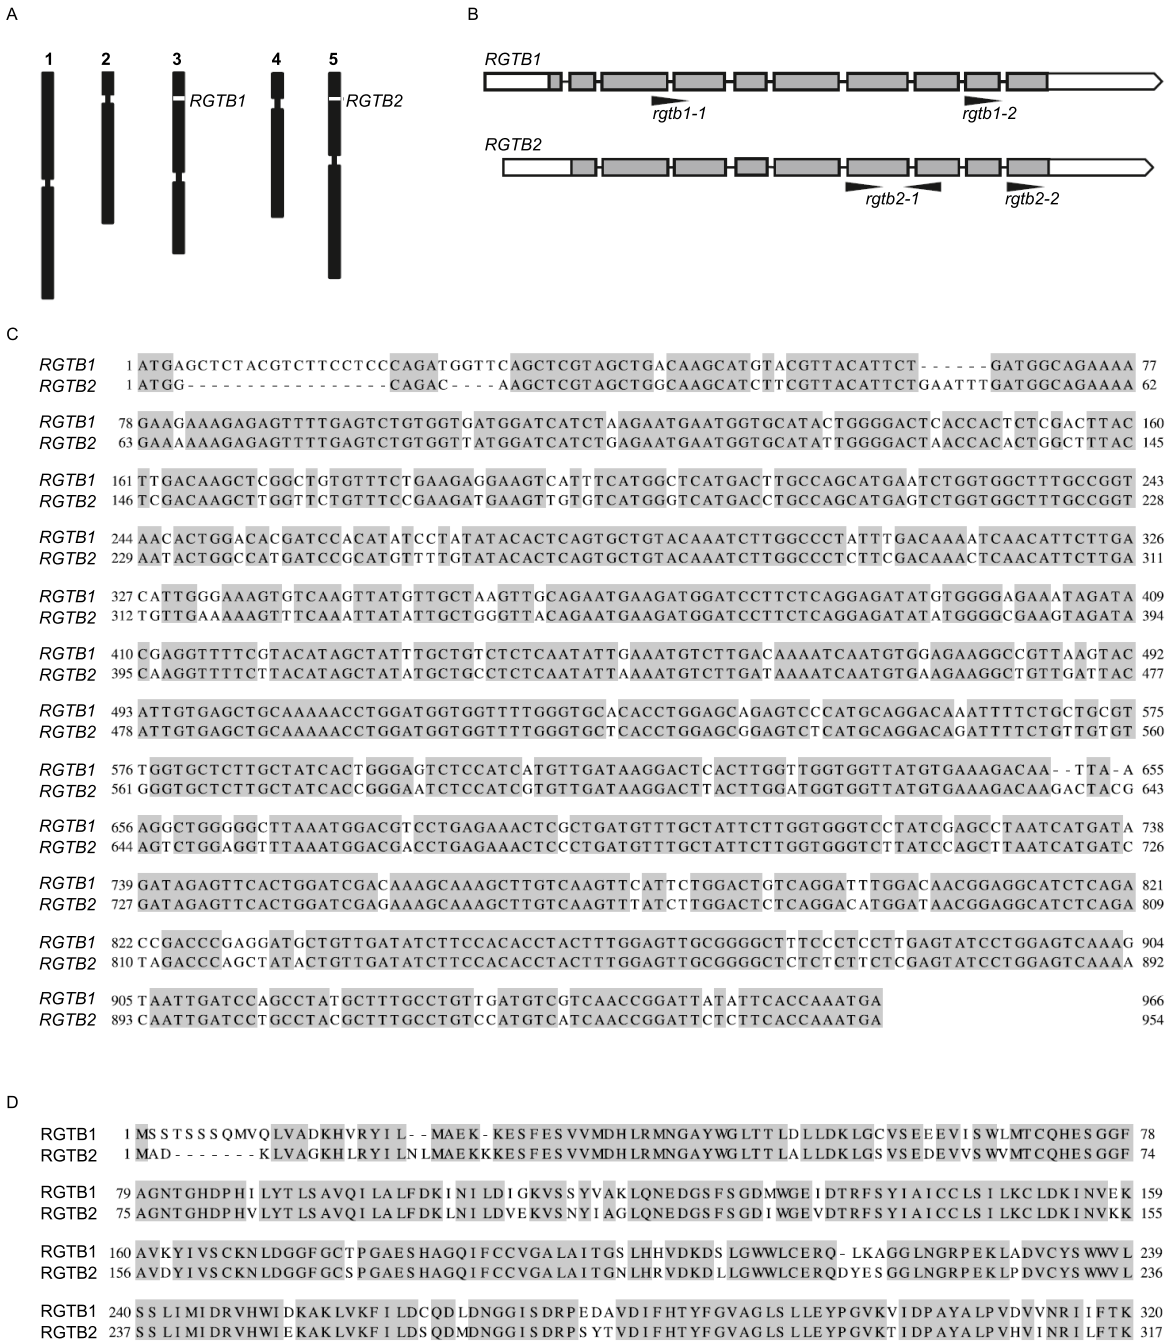 A
B
1 2 3 4 5
RGTB1
RGTB2
RGTB1
rgtb1-1 rgtb1-2
RGTB2
rgtb2-1 rgtb2-2
C
RGTB1 1 ATGAGCTCTACGTCTTCCTCCCAGATGGTTCAGCTCGTAGCTGACAAGCATGTACGTTACATTCT------GATGGCAGAAAA 77
RGTB2 1 ATGG-----------------CAGAC----AAGCTCGTAGCTGGCAAGCATCTTCGTTACATTCTGAATTTGATGGCAGAAAA 62
RGTB1 78 GAAGAAAGAGAGTTTTGAGTCTGTGGTGATGGATCATCTAAGAATGAATGGTGCATACTGGGGACTCACCACTCTCGACTTAC 160
RGTB2 63 GAAAAAAGAGAGTTTTGAGTCTGTGGTTATGGATCATCTGAGAATGAATGGTGCATATTGGGGACTAACCACACTGGCTTTAC 145
RGTB1 161 TTGACAAGCTCGGCTGTGTTTCTGAAGAGGAAGTCATTTCATGGCTCATGACTTGCCAGCATGAATCTGGTGGCTTTGCCGGT 243
RGTB2 146 TCGACAAGCTTGGTTCTGTTTCCGAAGATGAAGTTGTGTCATGGGTCATGACCTGCCAGCATGAGTCTGGTGGCTTTGCCGGT 228
RGTB1 244 AACACTGGACACGATCCACATATCCTATATACACTCAGTGCTGTACAAATCTTGGCCCTATTTGACAAAATCAACATTCTTGA 326
RGTB2 229 AATACTGGCCATGATCCGCATGTTTTGTATACACTCAGTGCTGTACAAATCTTGGCCCTCTTCGACAAACTCAACATTCTTGA 311
RGTB1 327 CATTGGGAAAGTGTCAAGTTATGTTGCTAAGTTGCAGAATGAAGATGGATCCTTCTCAGGAGATATGTGGGGAGAAATAGATA 409
RGTB2 312 TGTTGAAAAAGTTTCAAATTATATTGCTGGGTTACAGAATGAAGATGGATCCTTCTCAGGAGATATATGGGGCGAAGTAGATA 394
RGTB1 410 CGAGGTTTTCGTACATAGCTATTTGCTGTCTCTCAATATTGAAATGTCTTGACAAAATCAATGTGGAGAAGGCCGTTAAGTAC 492
RGTB2 395 CAAGGTTTTCTTACATAGCTATATGCTGCCTCTCAATATTAAAATGTCTTGATAAAATCAATGTGAAGAAGGCTGTTGATTAC 477
RGTB1 493 ATTGTGAGCTGCAAAAACCTGGATGGTGGTTTTGGGTGCACACCTGGAGCAGAGTCCCATGCAGGACAAATTTTCTGCTGCGT 575
RGTB2 478 ATTGTGAGCTGCAAAAACCTGGATGGTGGTTTTGGGTGCTCACCTGGAGCGGAGTCTCATGCAGGACAGATTTTCTGTTGTGT 560
RGTB1 576 TGGTGCTCTTGCTATCACTGGGAGTCTCCATCATGTTGATAAGGACTCACTTGGTTGGTGGTTATGTGAAAGACAA--TTA-A 655
RGTB2 561 GGGTGCTCTTGCTATCACCGGGAATCTCCATCGTGTTGATAAGGACTTACTTGGATGGTGGTTATGTGAAAGACAAGACTACG 643
RGTB1 656 AGGCTGGGGGCTTAAATGGACGTCCTGAGAAACTCGCTGATGTTTGCTATTCTTGGTGGGTCCTATCGAGCCTAATCATGATA 738
RGTB2 644 AGTCTGGAGGTTTAAATGGACGACCTGAGAAACTCCCTGATGTTTGCTATTCTTGGTGGGTCTTATCCAGCTTAATCATGATC 726
RGTB1 739 GATAGAGTTCACTGGATCGACAAAGCAAAGCTTGTCAAGTTCATTCTGGACTGTCAGGATTTGGACAACGGAGGCATCTCAGA 821
RGTB2 727 GATAGAGTTCACTGGATCGAGAAAGCAAAGCTTGTCAAGTTTATCTTGGACTCTCAGGACATGGATAACGGAGGCATCTCAGA 809
RGTB1 822 CCGACCCGAGGATGCTGTTGATATCTTCCACACCTACTTTGGAGTTGCGGGGCTTTCCCTCCTTGAGTATCCTGGAGTCAAAG 904
RGTB2 810 TAGACCCAGCTATACTGTTGATATCTTCCACACCTACTTTGGAGTTGCGGGGCTCTCTCTTCTCGAGTATCCTGGAGTCAAAA 892
RGTB1 905 TAATTGATCCAGCCTATGCTTTGCCTGTTGATGTCGTCAACCGGATTATATTCACCAAATGA 966
RGTB2 893 CAATTGATCCTGCCTACGCTTTGCCTGTCCATGTCATCAACCGGATTCTCTTCACCAAATGA 954
D
RGTB1 1 MSSTSSSQMVQLVADKHVRYIL--MAEK-KESFESVVMDHLRMNGAYWGLTTLDLLDKLGCVSEEEVISWLMTCQHESGGF 78
RGTB2 1 MAD-------KLVAGKHLRYILNLMAEKKKESFESVVMDHLRMNGAYWGLTTLALLDKLGSVSEDEVVSWVMTCQHESGGF 74
RGTB1 79 AGNTGHDPHILYTLSAVQILALFDKINILDIGKVSSYVAKLQNEDGSFSGDMWGEIDTRFSYIAICCLSILKCLDKINVEK 159
RGTB2 75 AGNTGHDPHVLYTLSAVQILALFDKLNILDVEKVSNYIAGLQNEDGSFSGDIWGEVDTRFSYIAICCLSILKCLDKINVKK 155
RGTB1 160 AVKYIVSCKNLDGGFGCTPGAESHAGQIFCCVGALAITGSLHHVDKDSLGWWLCERQ-LKAGGLNGRPEKLADVCYSWWVL 239
RGTB2 156 AVDYIVSCKNLDGGFGCSPGAESHAGQIFCCVGALAITGNLHRVDKDLLGWWLCERQDYESGGLNGRPEKLPDVCYSWWVL 236
RGTB1 240 SSLIMIDRVHWIDKAKLVKFILDCQDLDNGGISDRPEDAVDIFHTYFGVAGLSLLEYPGVKVIDPAYALPVDVVNRIIFTK 320
RGTB2 237 SSLIMIDRVHWIEKAKLVKFILDSQDMDNGGISDRPSYTVDIFHTYFGVAGLSLLEYPGVKTIDPAYALPVHVINRILFTK 317